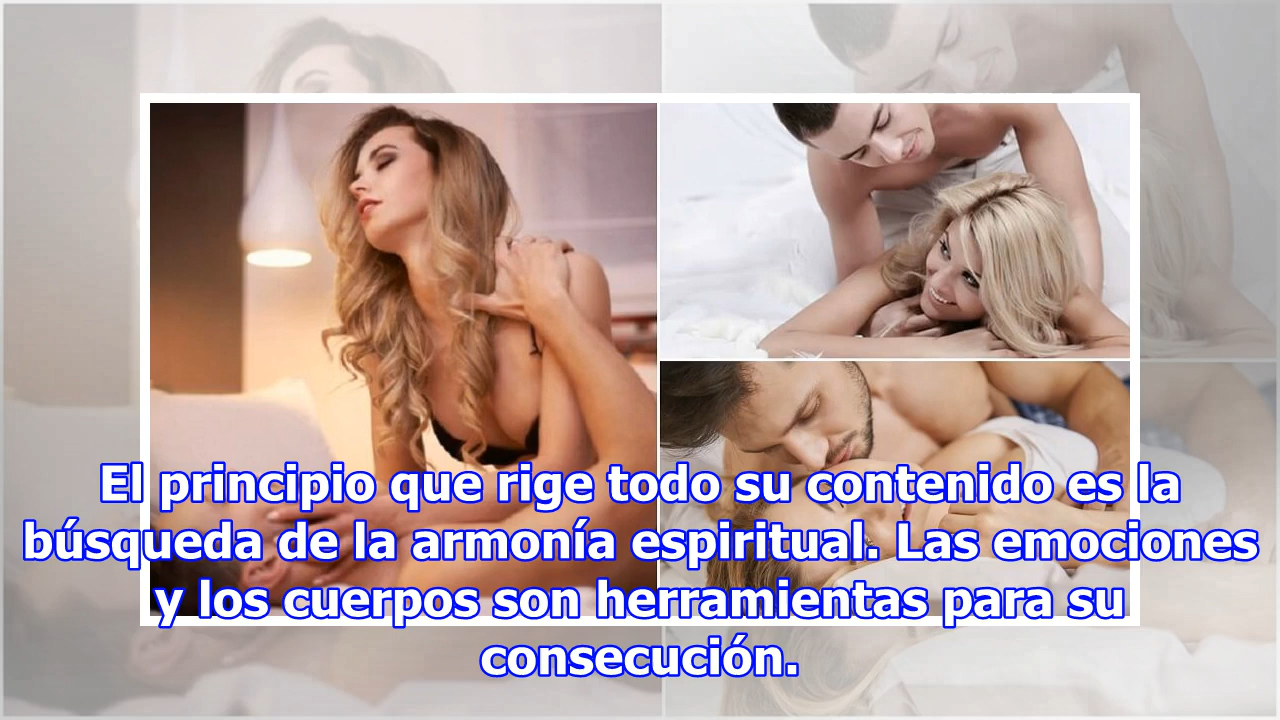 El principio que rige todo su contenido es la
búsqueda de la armonía espiritual. Las emociones
y los cuerpos son herramientas para su
consecución.